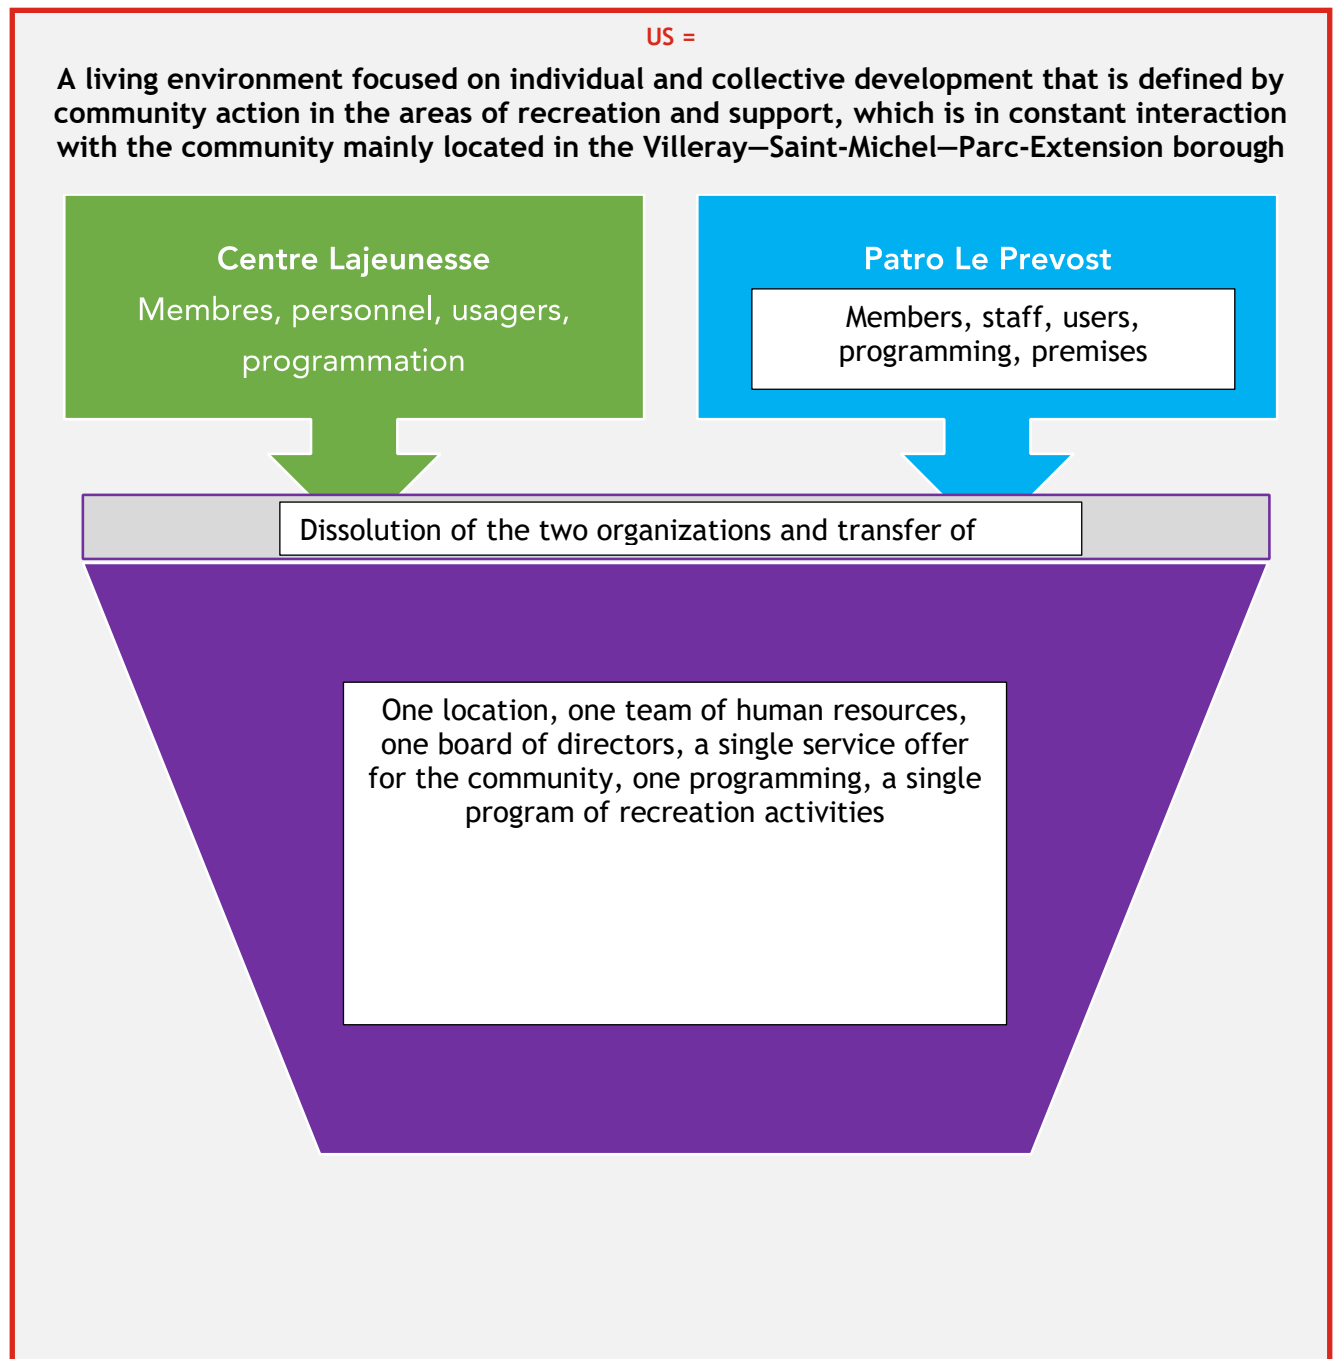 US =
A living environment focused on individual and collective development that is defined by
community action in the areas of recreation and support, which is in constant interaction
with the community mainly located in the Villeray—Saint-Michel—Parc-Extension borough
Centre Lajeunesse
Membres, personnel, usagers,
programmation
Patro Le Prevost
Members, staff, users,
programming, premises
Dissolution of the two organizations and transfer of
One location, one team of human resources,
one board of directors, a single service offer
for the community, one programming, a single
program of recreation activities